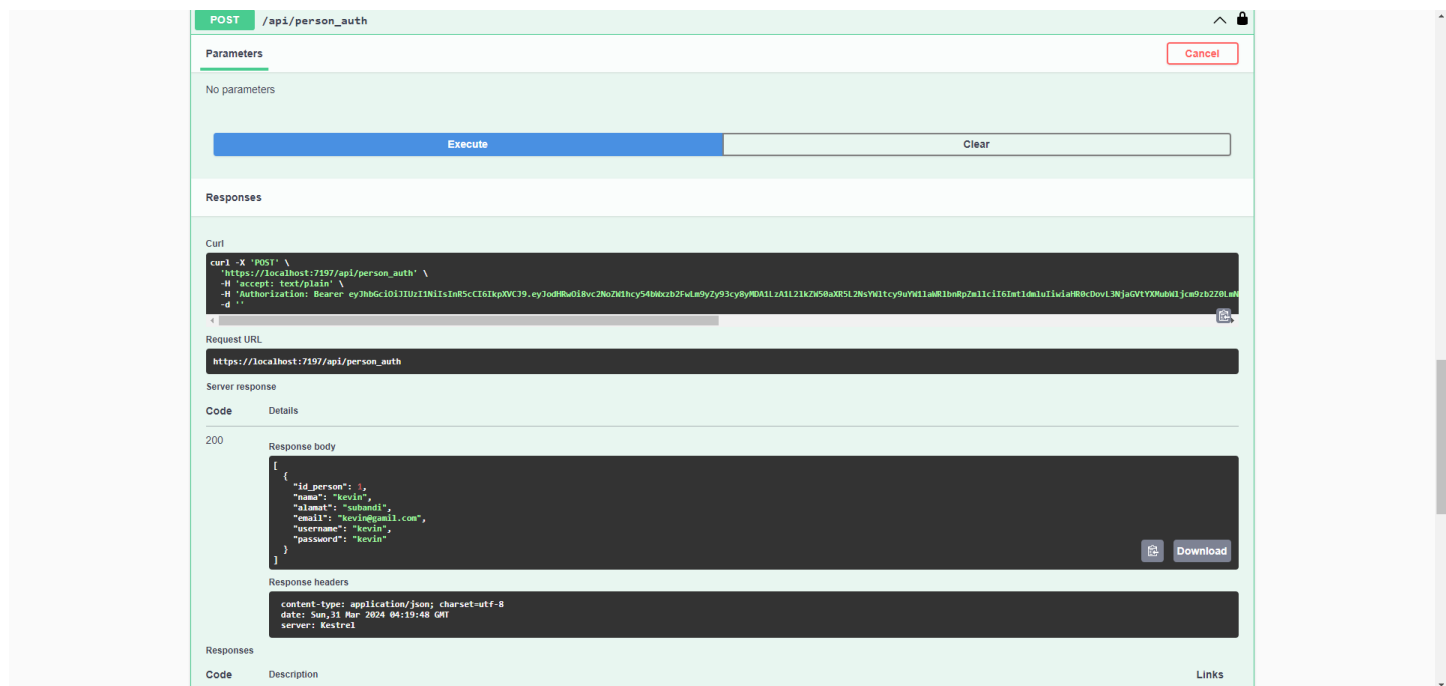 POST /api/person_auth
Parameters
Cancel
No parameters
Execute
Clear
Responses
Curl
curl -X 'POST' \
'https://localhost:7197/api/person_auth' \
-H 'accept: text/plain' \
-H 'Authorization: Bearer
-d ''
Request URL
https://localhost:7197/api/person_auth
Server response
Code Details
200
Response body
[
{
"id_person": 1,
"nama": "kevin",
"alamat": "subandi",
"email": "kevin@gamil.com",
"username": "kevin",
"password": "kevin"
}
]
Download
Response headers
content-type: application/json; charset=utf-8
date: Sun,31 Mar 2024 04:19:48 GMT
server: Kestrel
Responses
Code Description Links